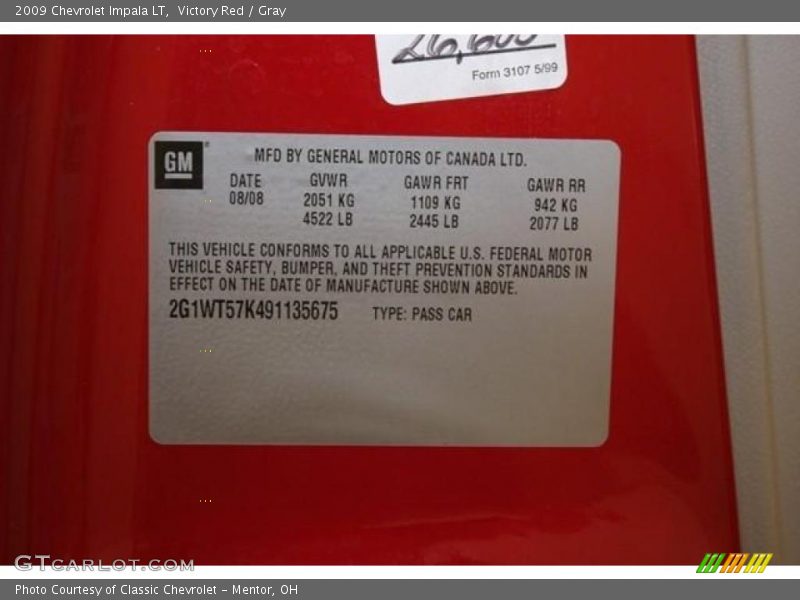 2009 Chevrolet Impala LT, Victory Red / Gray
26,600
Form 3107 5/99
GM
MFD BY GENERAL MOTORS OF CANADA LTD.
DATE GVWR GAWR FRT GAWR RR
08/08 2051 KG 1109 KG 942 KG
4522 LB 2445 LB 2077 LB
THIS VEHICLE CONFORMS TO ALL APPLICABLE U.S. FEDERAL MOTOR
VEHICLE SAFETY, BUMPER, AND THEFT PREVENTION STANDARDS IN
EFFECT ON THE DATE OF MANUFACTURE SHOWN ABOVE.
2G1WT57K491135675 TYPE: PASS CAR
GTCARLOT.COM
Photo Courtesy of Classic Chevrolet - Mentor, OH